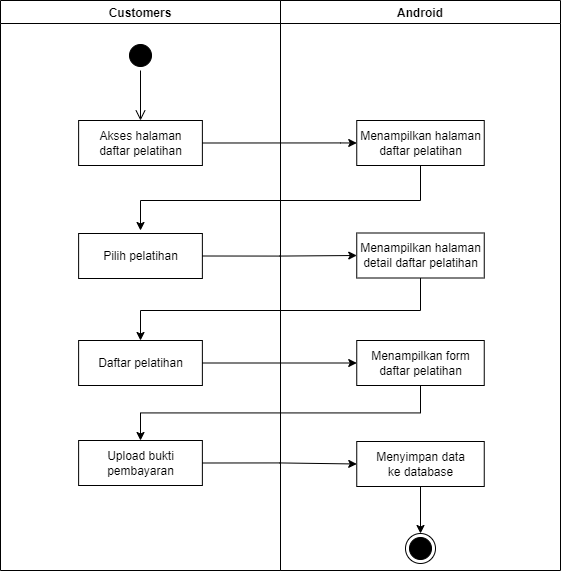 Customers
Android
Akses halaman
daftar pelatihan
Menampilkan halaman
daftar pelatihan
Pilih pelatihan
Menampilkan halaman
detail daftar pelatihan
Daftar pelatihan
Menampilkan form
daftar pelatihan
Upload bukti
pembayaran
Menyimpan data
ke database